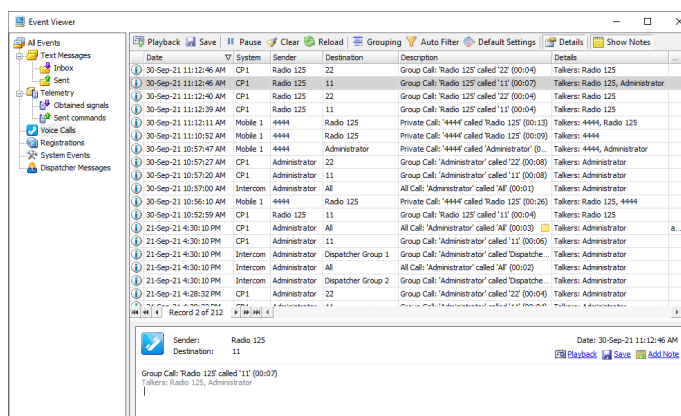 Event Viewer
All Events
Text Messages
Inbox
Sent
Telemetry
Obtained signals
Sent commands
Voice Calls
Registrations
System Events
Dispatcher Messages
Playback Save Pause Clear Reload Grouping Auto Filter Default Settings Details Show Notes
Date System Sender Destination Description Details ...
30-Sep-21 11:12:46 AM CP1 Radio 125 22 Group Call: 'Radio 125' called '22' (00:04) Talkers: Radio 125
30-Sep-21 11:12:46 AM CP1 Radio 125 11 Group Call: 'Radio 125' called '11' (00:07) Talkers: Radio 125, Administrator
30-Sep-21 11:12:40 AM CP1 Radio 125 22 Group Call: 'Radio 125' called '22' (00:04) Talkers: Radio 125
30-Sep-21 11:12:39 AM CP1 Radio 125 11 Group Call: 'Radio 125' called '11' (00:04) Talkers: Radio 125
30-Sep-21 11:12:11 AM Mobile 1 4444 Radio 125 Private Call: '4444' called 'Radio 125' (00:13) Talkers: 4444, Radio 125
30-Sep-21 11:10:52 AM Mobile 1 4444 Radio 125 Private Call: '4444' called 'Radio 125' (00:09) Talkers: 4444
30-Sep-21 10:57:47 AM Mobile 1 4444 Administrator Private Call: '4444' called 'Administrator' (0... Talkers: 4444, Administrator
30-Sep-21 10:57:27 AM CP1 Administrator 22 Group Call: 'Administrator' called '22' (00:08) Talkers: Administrator
30-Sep-21 10:57:20 AM CP1 Administrator 11 Group Call: 'Administrator' called '11' (00:08) Talkers: Administrator
30-Sep-21 10:57:00 AM Intercom Administrator All All Call: 'Administrator' called 'All' (00:01) Talkers: Administrator
30-Sep-21 10:56:10 AM Mobile 1 4444 Radio 125 Private Call: '4444' called 'Radio 125' (00:26) Talkers: Radio 125, 4444
30-Sep-21 10:52:59 AM CP1 Radio 125 11 Group Call: 'Radio 125' called '11' (00:04) Talkers: Radio 125
21-Sep-21 4:30:10 PM CP1 Administrator All All Call: 'Administrator' called 'All' (00:03) Talkers: Administrator a...
21-Sep-21 4:30:10 PM CP1 Administrator 11 Group Call: 'Administrator' called '11' (00:06) Talkers: Administrator
21-Sep-21 4:30:10 PM Intercom Administrator Dispatcher Group 1 Group Call: 'Administrator' called 'Dispatche... Talkers: Administrator
21-Sep-21 4:30:10 PM Intercom Administrator All All Call: 'Administrator' called 'All' (00:02) Talkers: Administrator
21-Sep-21 4:30:10 PM Intercom Administrator Dispatcher Group 2 Group Call: 'Administrator' called 'Dispatche... Talkers: Administrator
21-Sep-21 4:28:32 PM CP1 Administrator 22 Group Call: 'Administrator' called '22' (00:04) Talkers: Administrator
Record 2 of 212
Sender: Radio 125 Date: 30-Sep-21 11:12:46 AM
Destination: 11
Playback Save Add Note
Group Call: 'Radio 125' called '11' (00:07)
Talkers: Radio 125, Administrator